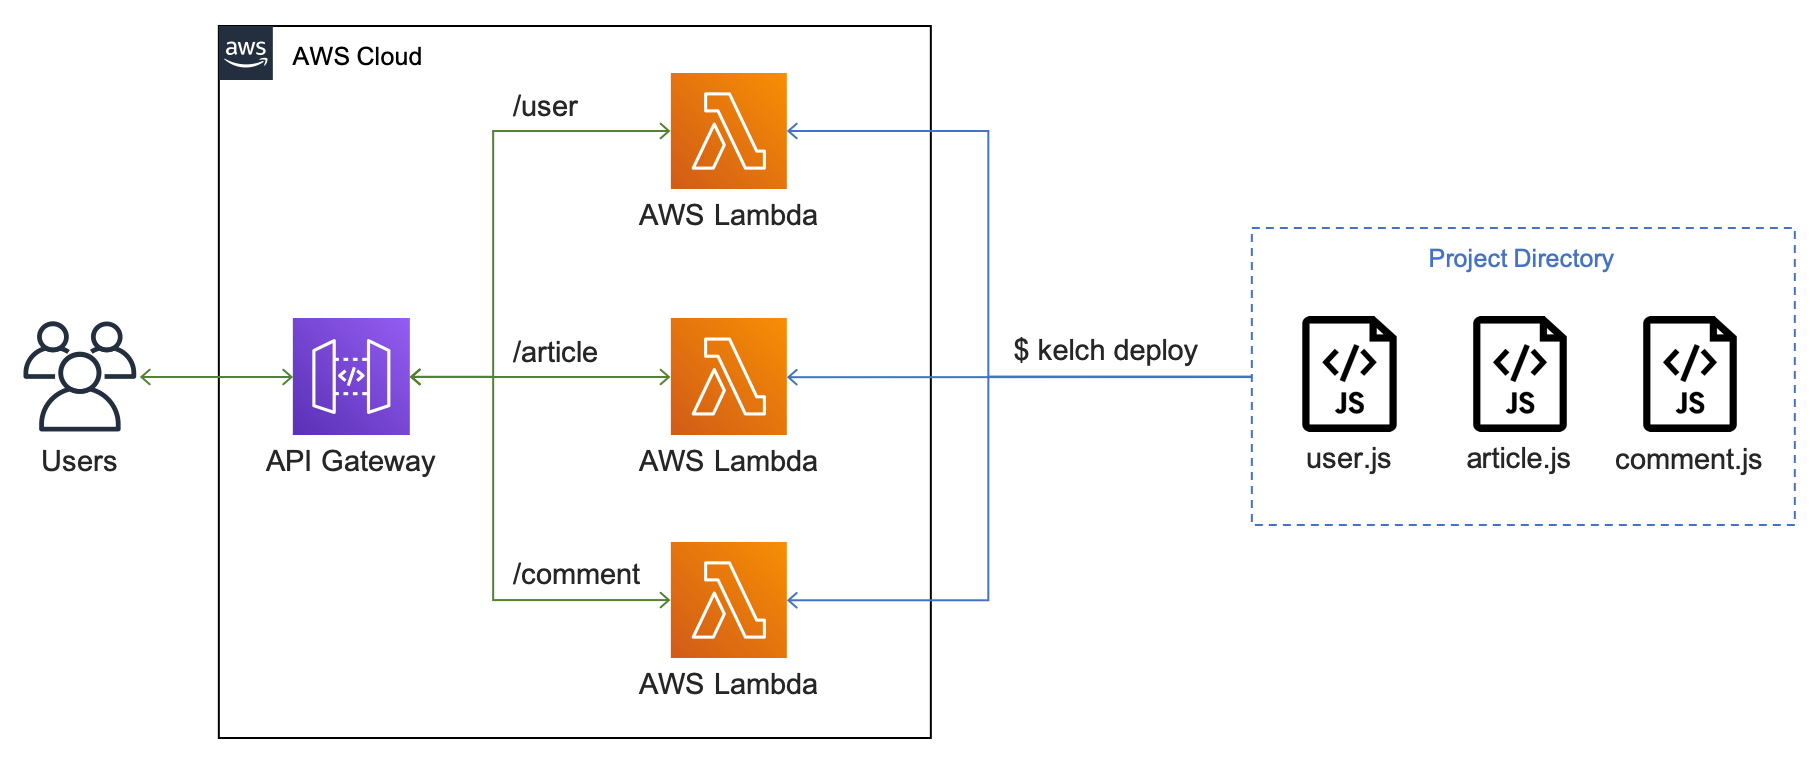 aws
AWS Cloud
/user
AWS Lambda
Project Directory
/article
$ kelch deploy
JS
JS
JS
user.js
article.js
comment.js
Users
API Gateway
AWS Lambda
/comment
AWS Lambda